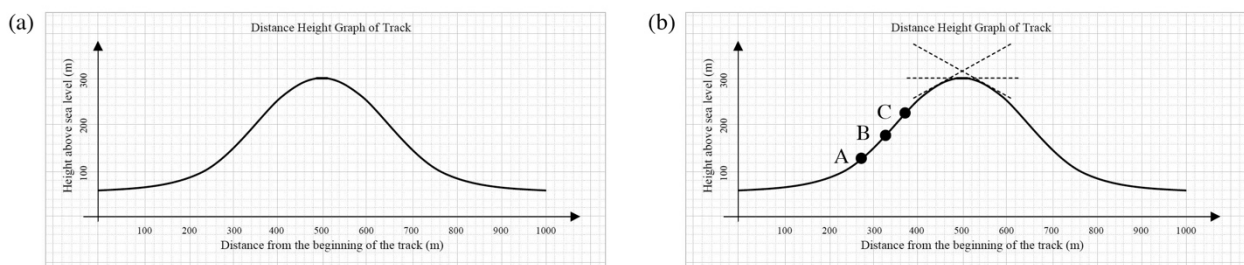 (a)
Distance Height Graph of Track
Height above sea level (m)
300
200
100
100 200 300 400 500 600 700 800 900 1000
Distance from the beginning of the track (m)
(b)
Distance Height Graph of Track
Height above sea level (m)
300
200
100
C
B
A
100 200 300 400 500 600 700 800 900 1000
Distance from the beginning of the track (m)